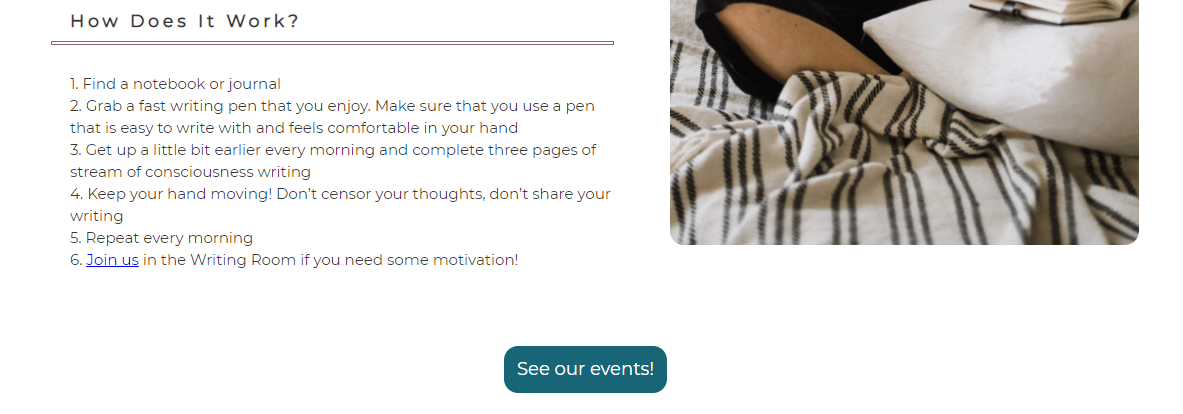 How Does It Work?
1. Find a notebook or journal
2. Grab a fast writing pen that you enjoy. Make sure that you use a pen
that is easy to write with and feels comfortable in your hand
3. Get up a little bit earlier every morning and complete three pages of
stream of consciousness writing
4. Keep your hand moving! Don't censor your thoughts, don't share your
writing
5. Repeat every morning
6. Join us in the Writing Room if you need some motivation!
See our events!